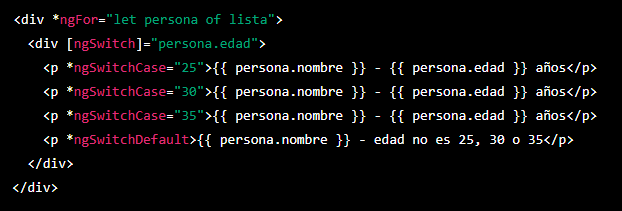 <div *ngFor="let persona of lista">
<div [ngSwitch]="persona.edad">
<p *ngSwitchCase="25">{{ persona.nombre }} - {{ persona.edad }} años</p>
<p *ngSwitchCase="30">{{ persona.nombre }} - {{ persona.edad }} años</p>
<p *ngSwitchCase="35">{{ persona.nombre }} - {{ persona.edad }} años</p>
<p *ngSwitchDefault>{{ persona.nombre }} - edad no es 25, 30 o 35</p>
</div>
</div>